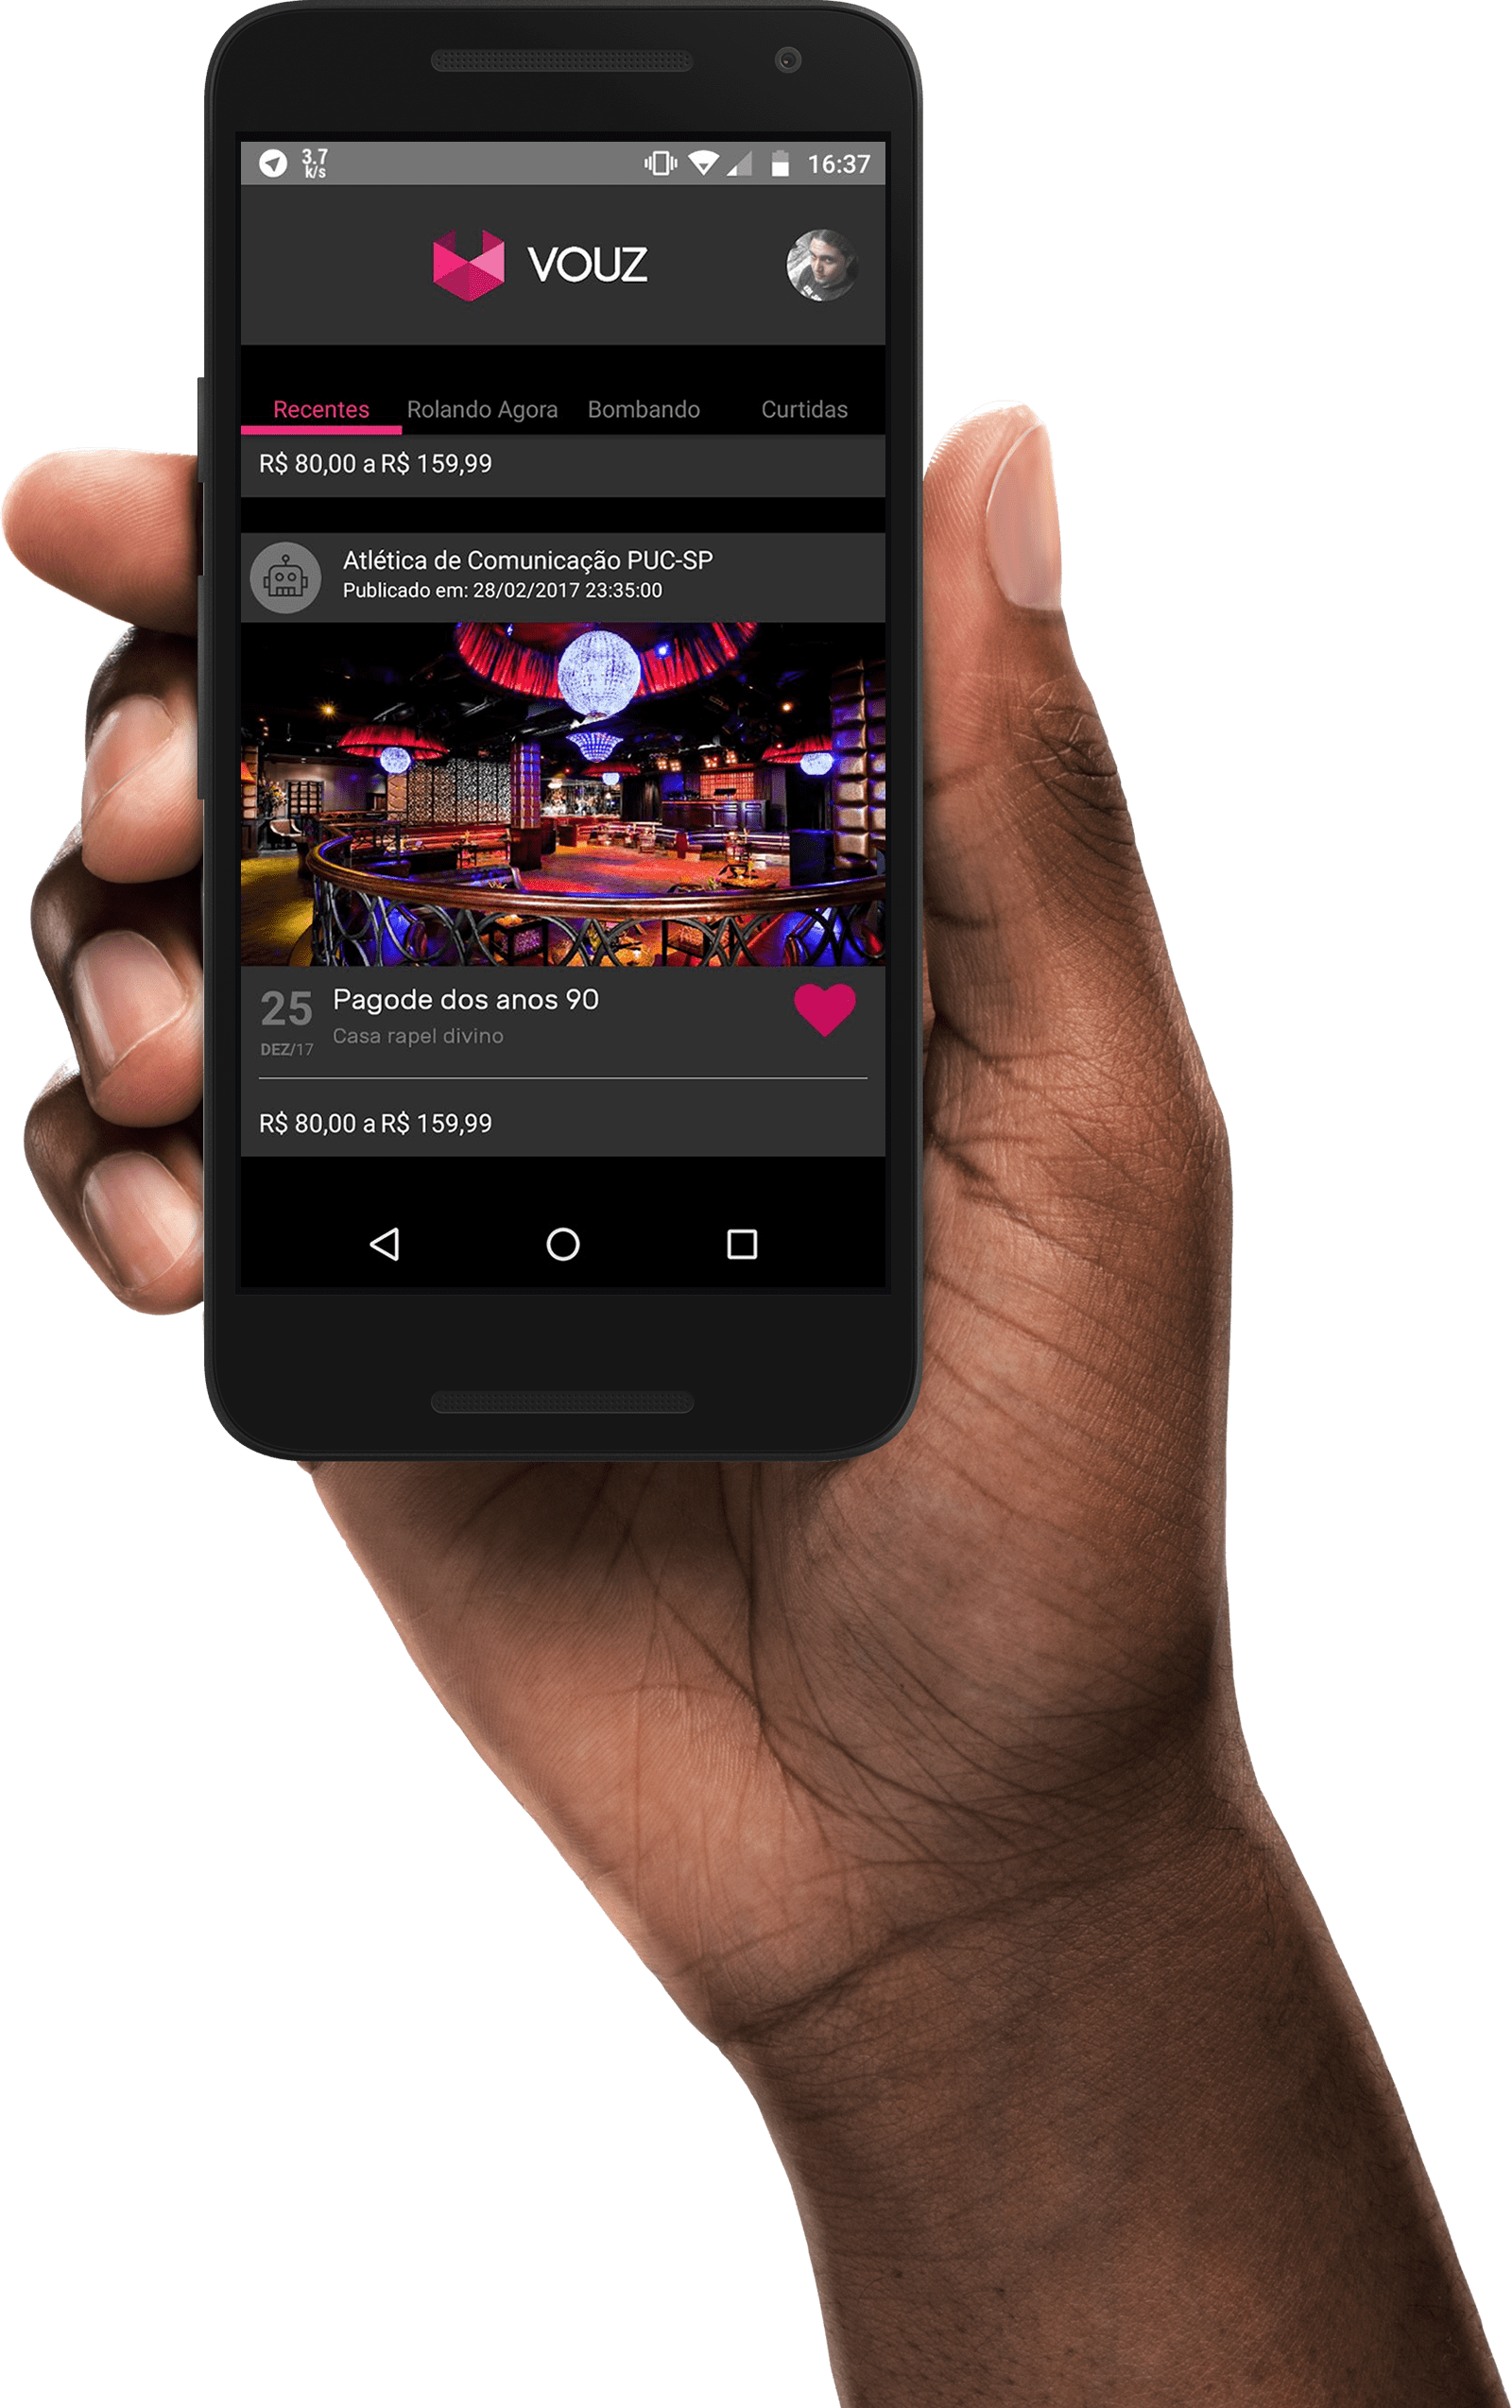 3.7
k/s
16:37
VOUZ
Recentes Rolando Agora Bombando Curtidas
R$ 80,00 a R$ 159,99
Atlética de Comunicação PUC-SP
Publicado em: 28/02/2017 23:35:00
25
DEZ/17
Pagode dos anos 90
Casa rapel divino
R$ 80,00 a R$ 159,99